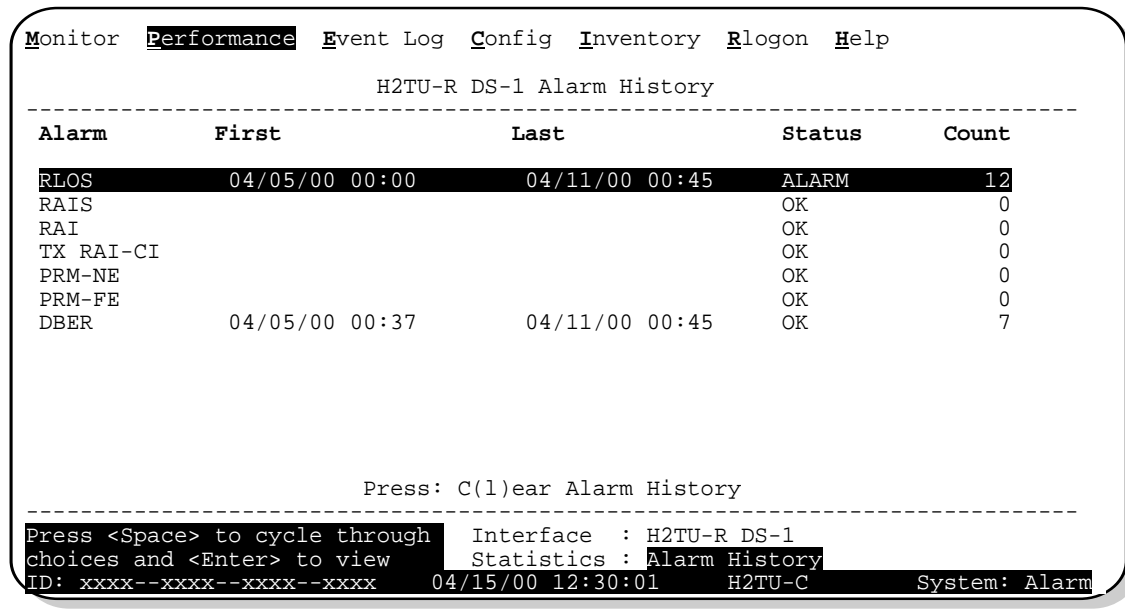 Monitor Performance Event Log Config Inventory Rlogon Help
H2TU-R DS-1 Alarm History
------------------------------------------------------------------------------
Alarm First Last Status Count
RLOS 04/05/00 00:00 04/11/00 00:45 ALARM 12
RAIS OK 0
RAI OK 0
TX RAI-CI OK 0
PRM-NE OK 0
PRM-FE OK 0
DBER 04/05/00 00:37 04/11/00 00:45 OK 7
Press: C(l)ear Alarm History
------------------------------------------------------------------------------
Press <Space> to cycle through Interface : H2TU-R DS-1
choices and <Enter> to view Statistics : Alarm History
ID: xxxx--xxxx--xxxx--xxxx 04/15/00 12:30:01 H2TU-C System: Alarm